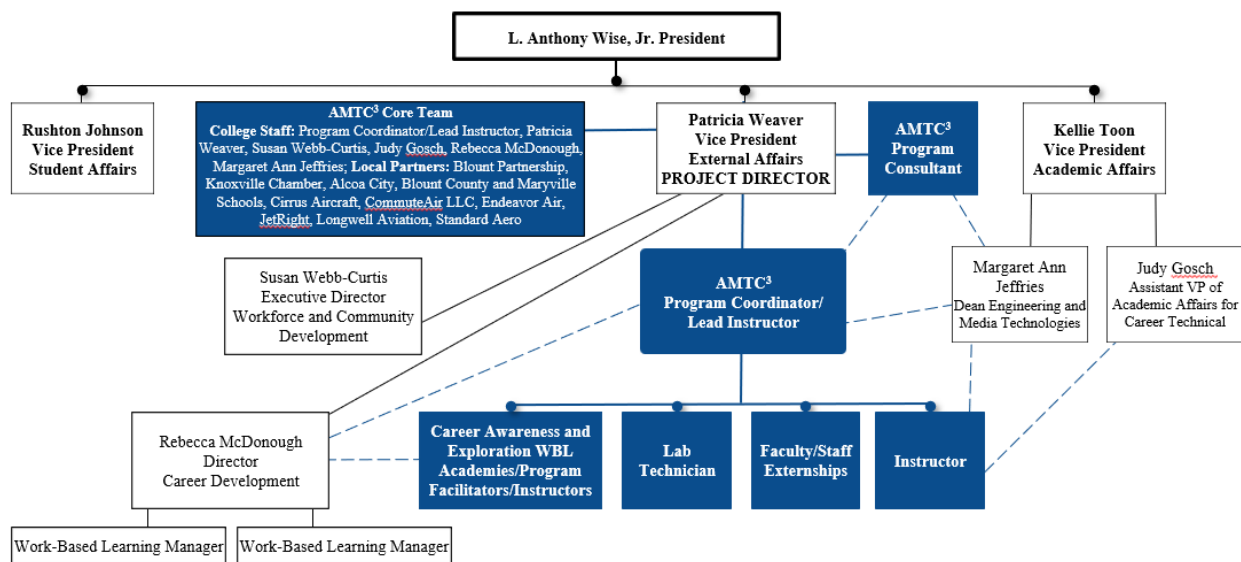 L. Anthony Wise, Jr. President
Rushton Johnson
Vice President
Student Affairs
AMTC³ Core Team
College Staff: Program Coordinator/Lead Instructor, Patricia
Weaver, Susan Webb-Curtis, Judy Gosch, Rebecca McDonough,
Margaret Ann Jeffries; Local Partners: Blount Partnership,
Knoxville Chamber, Alcoa City, Blount County and Maryville
Schools, Cirrus Aircraft, CommuteAir LLC, Endeavor Air,
JetRight, Longwell Aviation, Standard Aero
Patricia Weaver
Vice President
External Affairs
PROJECT DIRECTOR
AMTC³
Program
Consultant
Kellie Toon
Vice President
Academic Affairs
Susan Webb-Curtis
Executive Director
Workforce and Community
Development
AMTC³
Program Coordinator/
Lead Instructor
Margaret Ann
Jeffries
Dean Engineering and
Media Technologies
Judy Gosch
Assistant VP of
Academic Affairs for
Career Technical
Rebecca McDonough
Director
Career Development
Career Awareness and
Exploration WBL
Academies/Program
Facilitators/Instructors
Lab
Technician
Faculty/Staff
Externships
Instructor
Work-Based Learning Manager
Work-Based Learning Manager